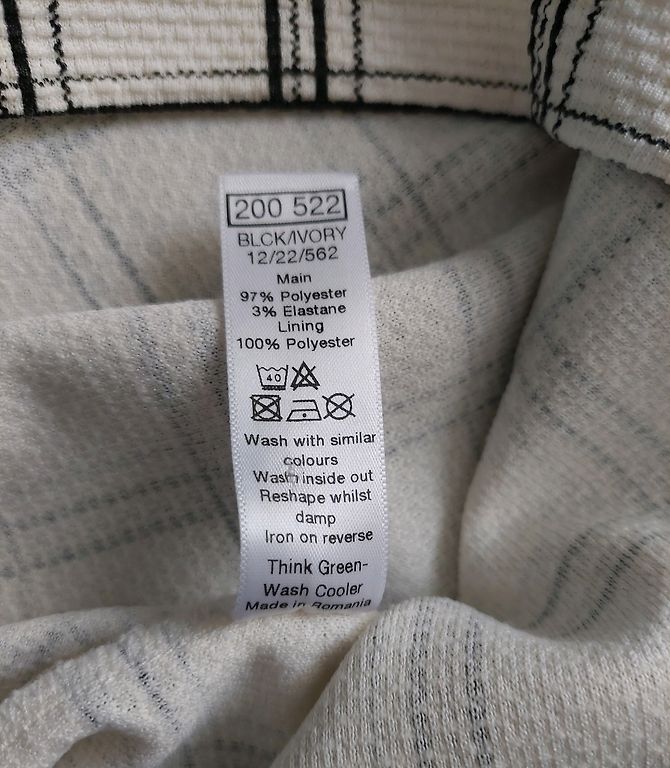 200 522
BLCK/IVORY
12/22/562
Main
97% Polyester
3% Elastane
Lining
100% Polyester
40
Wash with similar
colours
Wash inside out
Reshape whilst
damp
Iron on reverse
Think Green-
Wash Cooler
Made in Romania